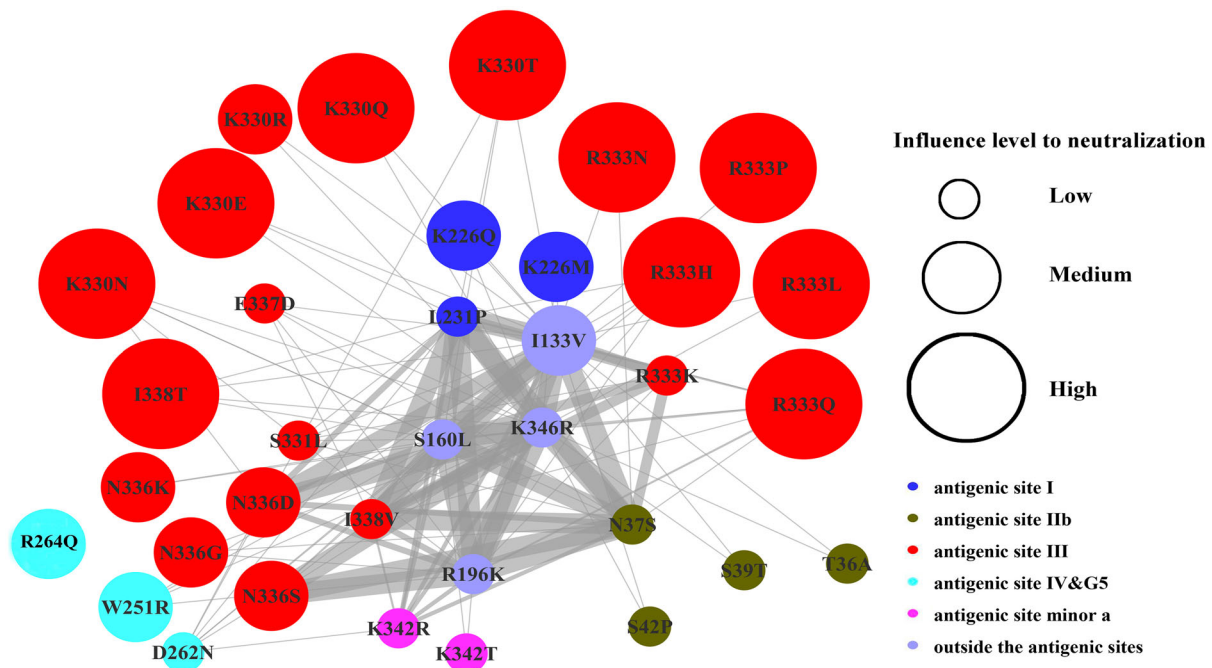 K330T
K330Q
K330R
R333N
R333P
K330E
K226Q
K226M
R333H
R333L
K330N
E337D
L231P
I133V
R333K
I338T
R333Q
S331L
S160L
K346R
N336K
N336D
I338V
N37S
R264Q
N336G
R196K
S39T
T36A
W251R
N336S
K342R
S42P
D262N
K342T
Influence level to neutralization
Low
Medium
High
antigenic site I
antigenic site IIb
antigenic site III
antigenic site IV&G5
antigenic site minor a
outside the antigenic sites